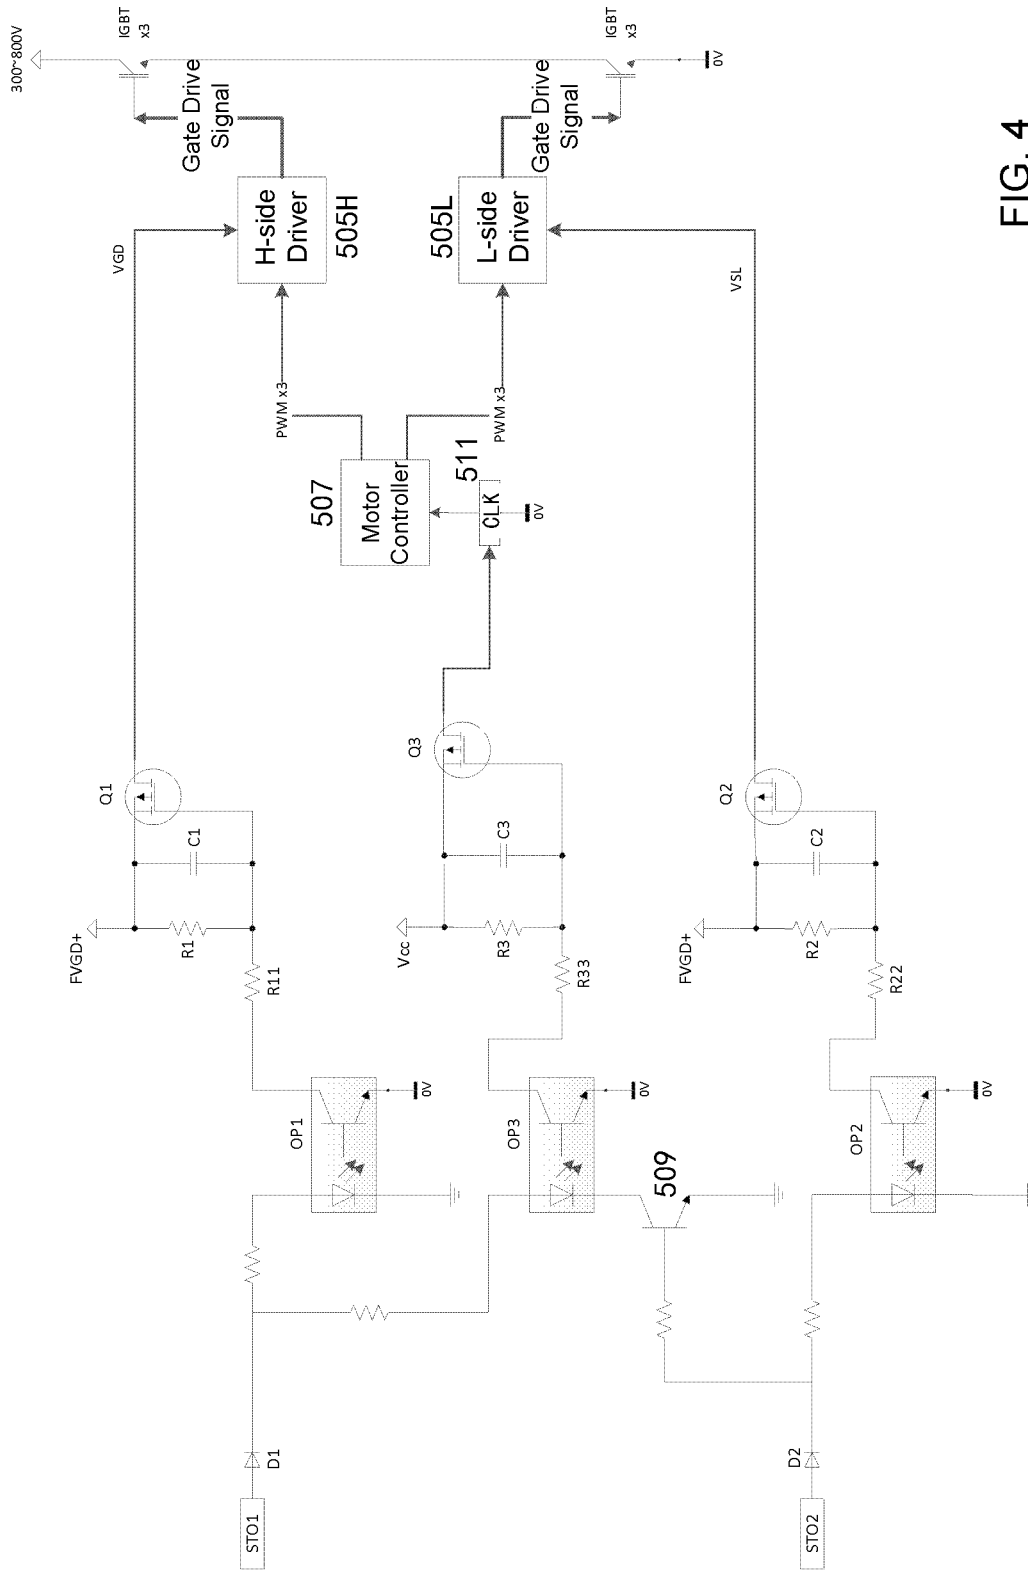 STO1
D1
R11
FVGD+
R1
C1
Q1
VGD
OP1
0V
H-side
Driver
505H
Gate Drive
Signal
IGBT
x3
300~800V
OP3
0V
R33
Vcc
R3
C3
Q3
507
Motor
Controller
PWM x3
PWM x3
511
CLK
0V
509
L-side
Driver
505L
Gate Drive
Signal
IGBT
x3
0V
STO2
D2
OP2
0V
R22
FVGD+
R2
C2
Q2
VSL
FIG. 4